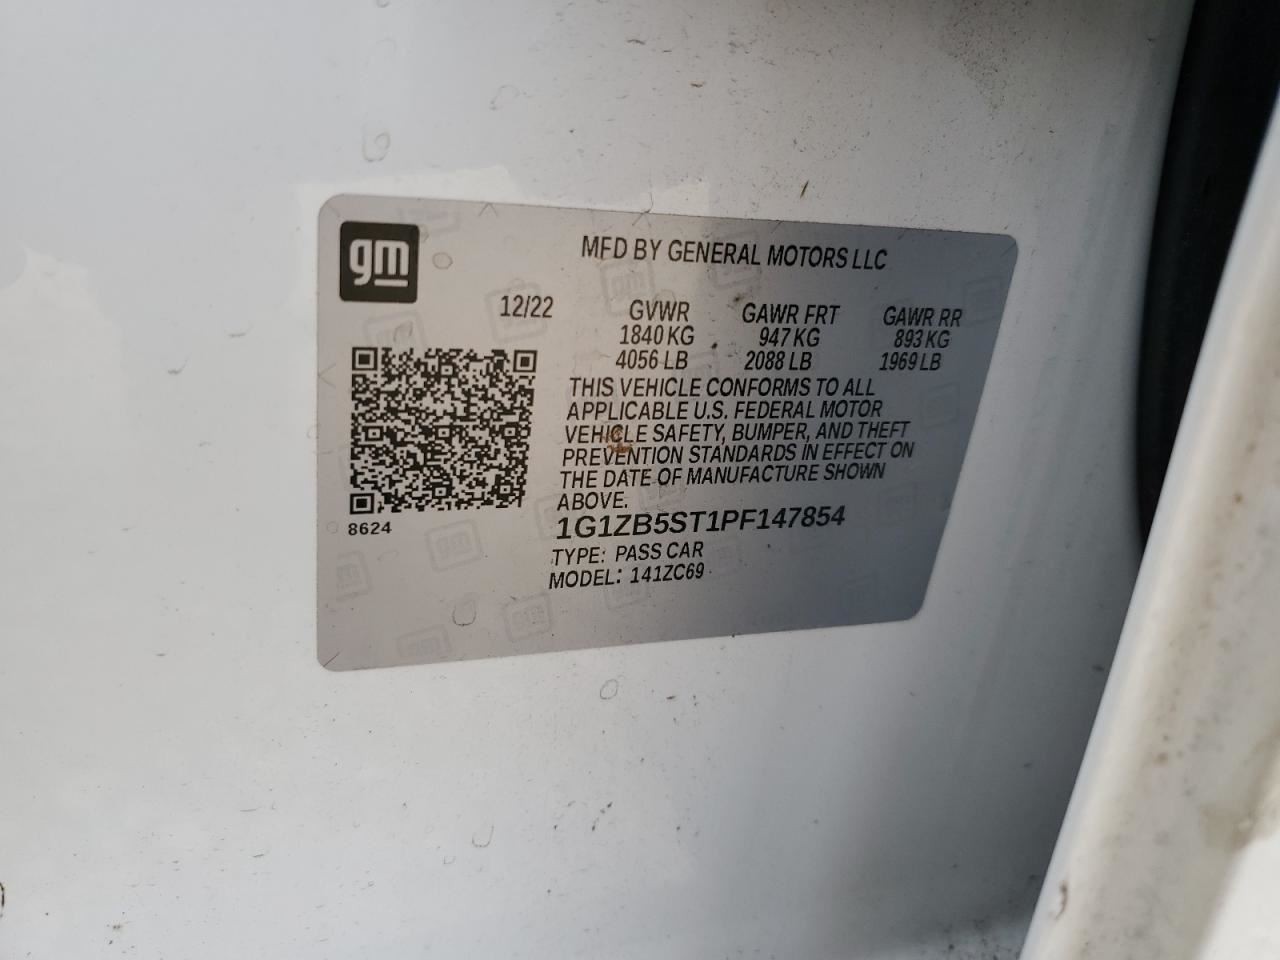 gm
MFD BY GENERAL MOTORS LLC
12/22 GVWR GAWR FRT GAWR RR
1840 KG 947 KG 893 KG
4056 LB 2088 LB 1969 LB
THIS VEHICLE CONFORMS TO ALL
APPLICABLE U.S. FEDERAL MOTOR
VEHICLE SAFETY, BUMPER, AND THEFT
PREVENTION STANDARDS IN EFFECT ON
THE DATE OF MANUFACTURE SHOWN
ABOVE.
8624
1G1ZB5ST1PF147854
TYPE: PASS CAR
MODEL: 141ZC69